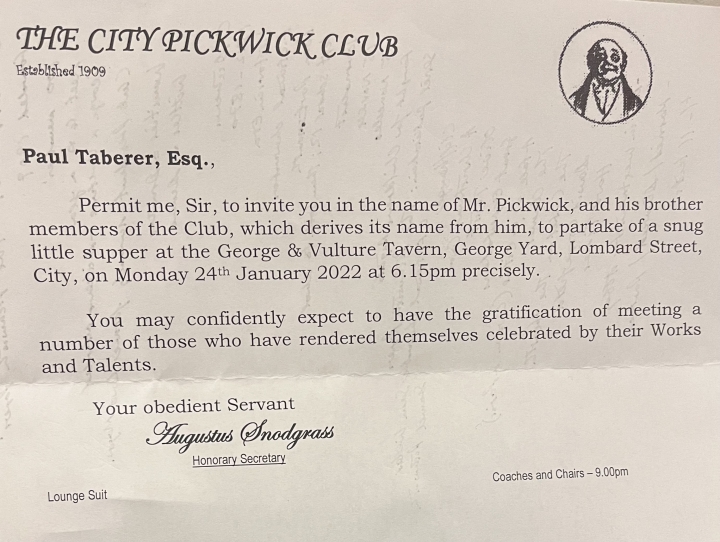 THE CITY PICKWICK CLUB
Established 1909
Paul Taberer, Esq.,
Permit me, Sir, to invite you in the name of Mr. Pickwick, and his brother
members of the Club, which derives its name from him, to partake of a snug
little supper at the George & Vulture Tavern, George Yard, Lombard Street,
City, on Monday 24th January 2022 at 6.15pm precisely.
You may confidently expect to have the gratification of meeting a
number of those who have rendered themselves celebrated by their Works
and Talents.
Your obedient Servant
Augustus Snodgrass
Honorary Secretary
Coaches and Chairs – 9.00pm
Lounge Suit